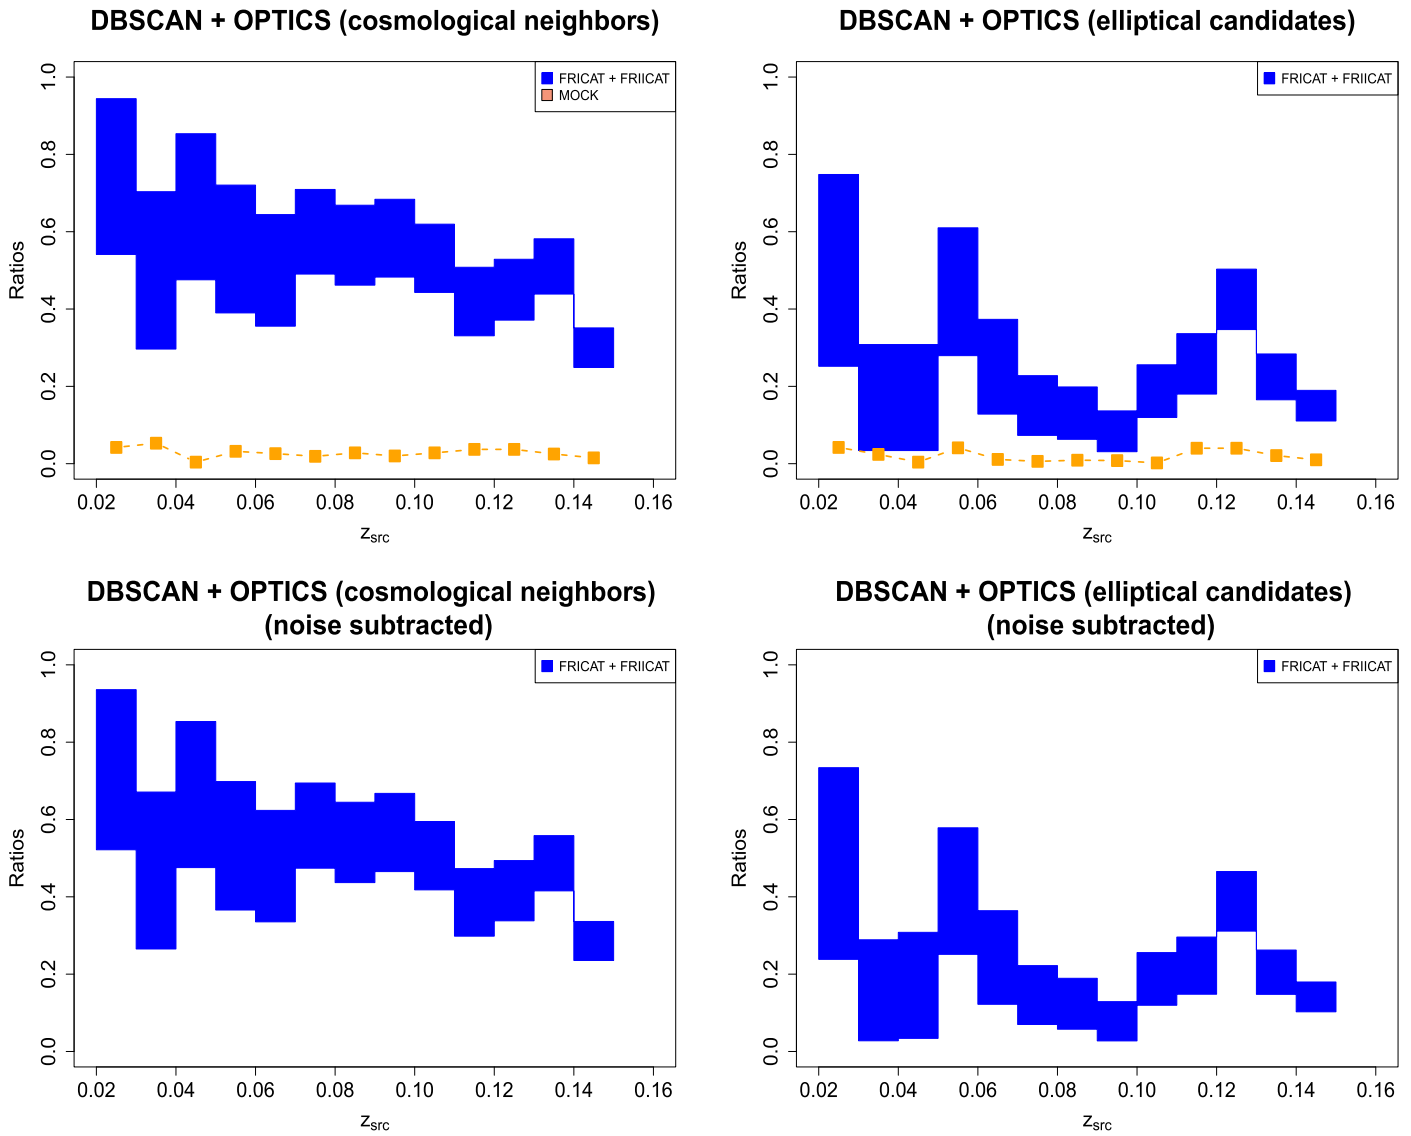 DBSCAN + OPTICS (cosmological neighbors)
FRICAT + FRIICAT
MOCK
Ratios
1.0
0.8
0.6
0.4
0.2
0.0
0.02 0.04 0.06 0.08 0.10 0.12 0.14 0.16
zsrc
DBSCAN + OPTICS (elliptical candidates)
FRICAT + FRIICAT
Ratios
1.0
0.8
0.6
0.4
0.2
0.0
0.02 0.04 0.06 0.08 0.10 0.12 0.14 0.16
zsrc
DBSCAN + OPTICS (cosmological neighbors)
(noise subtracted)
FRICAT + FRIICAT
Ratios
1.0
0.8
0.6
0.4
0.2
0.0
0.02 0.04 0.06 0.08 0.10 0.12 0.14 0.16
zsrc
DBSCAN + OPTICS (elliptical candidates)
(noise subtracted)
FRICAT + FRIICAT
Ratios
1.0
0.8
0.6
0.4
0.2
0.0
0.02 0.04 0.06 0.08 0.10 0.12 0.14 0.16
zsrc